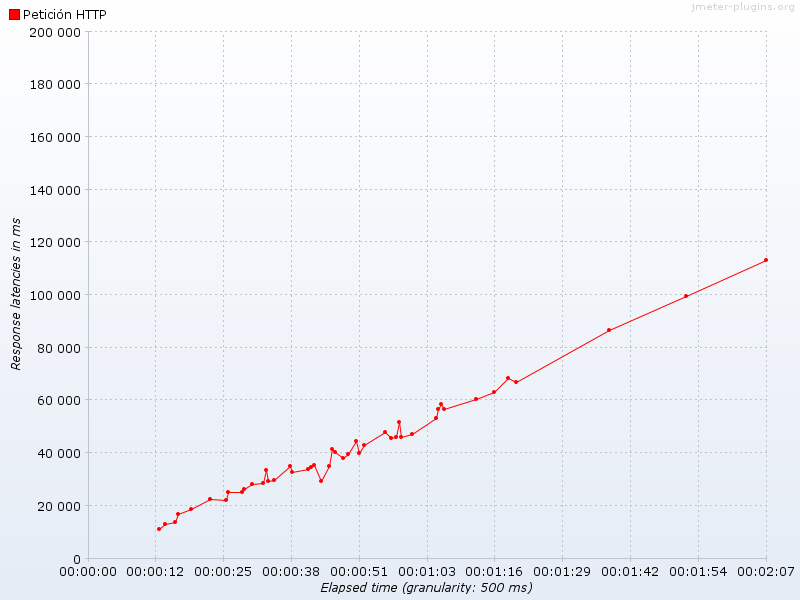 jmeter-plugins.org
Petición HTTP
200 000
180 000
160 000
140 000
120 000
100 000
80 000
60 000
40 000
20 000
0
Response latencies in ms
00:00:00 00:00:12 00:00:25 00:00:38 00:00:51 00:01:03 00:01:16 00:01:29 00:01:42 00:01:54 00:02:07
Elapsed time (granularity: 500 ms)